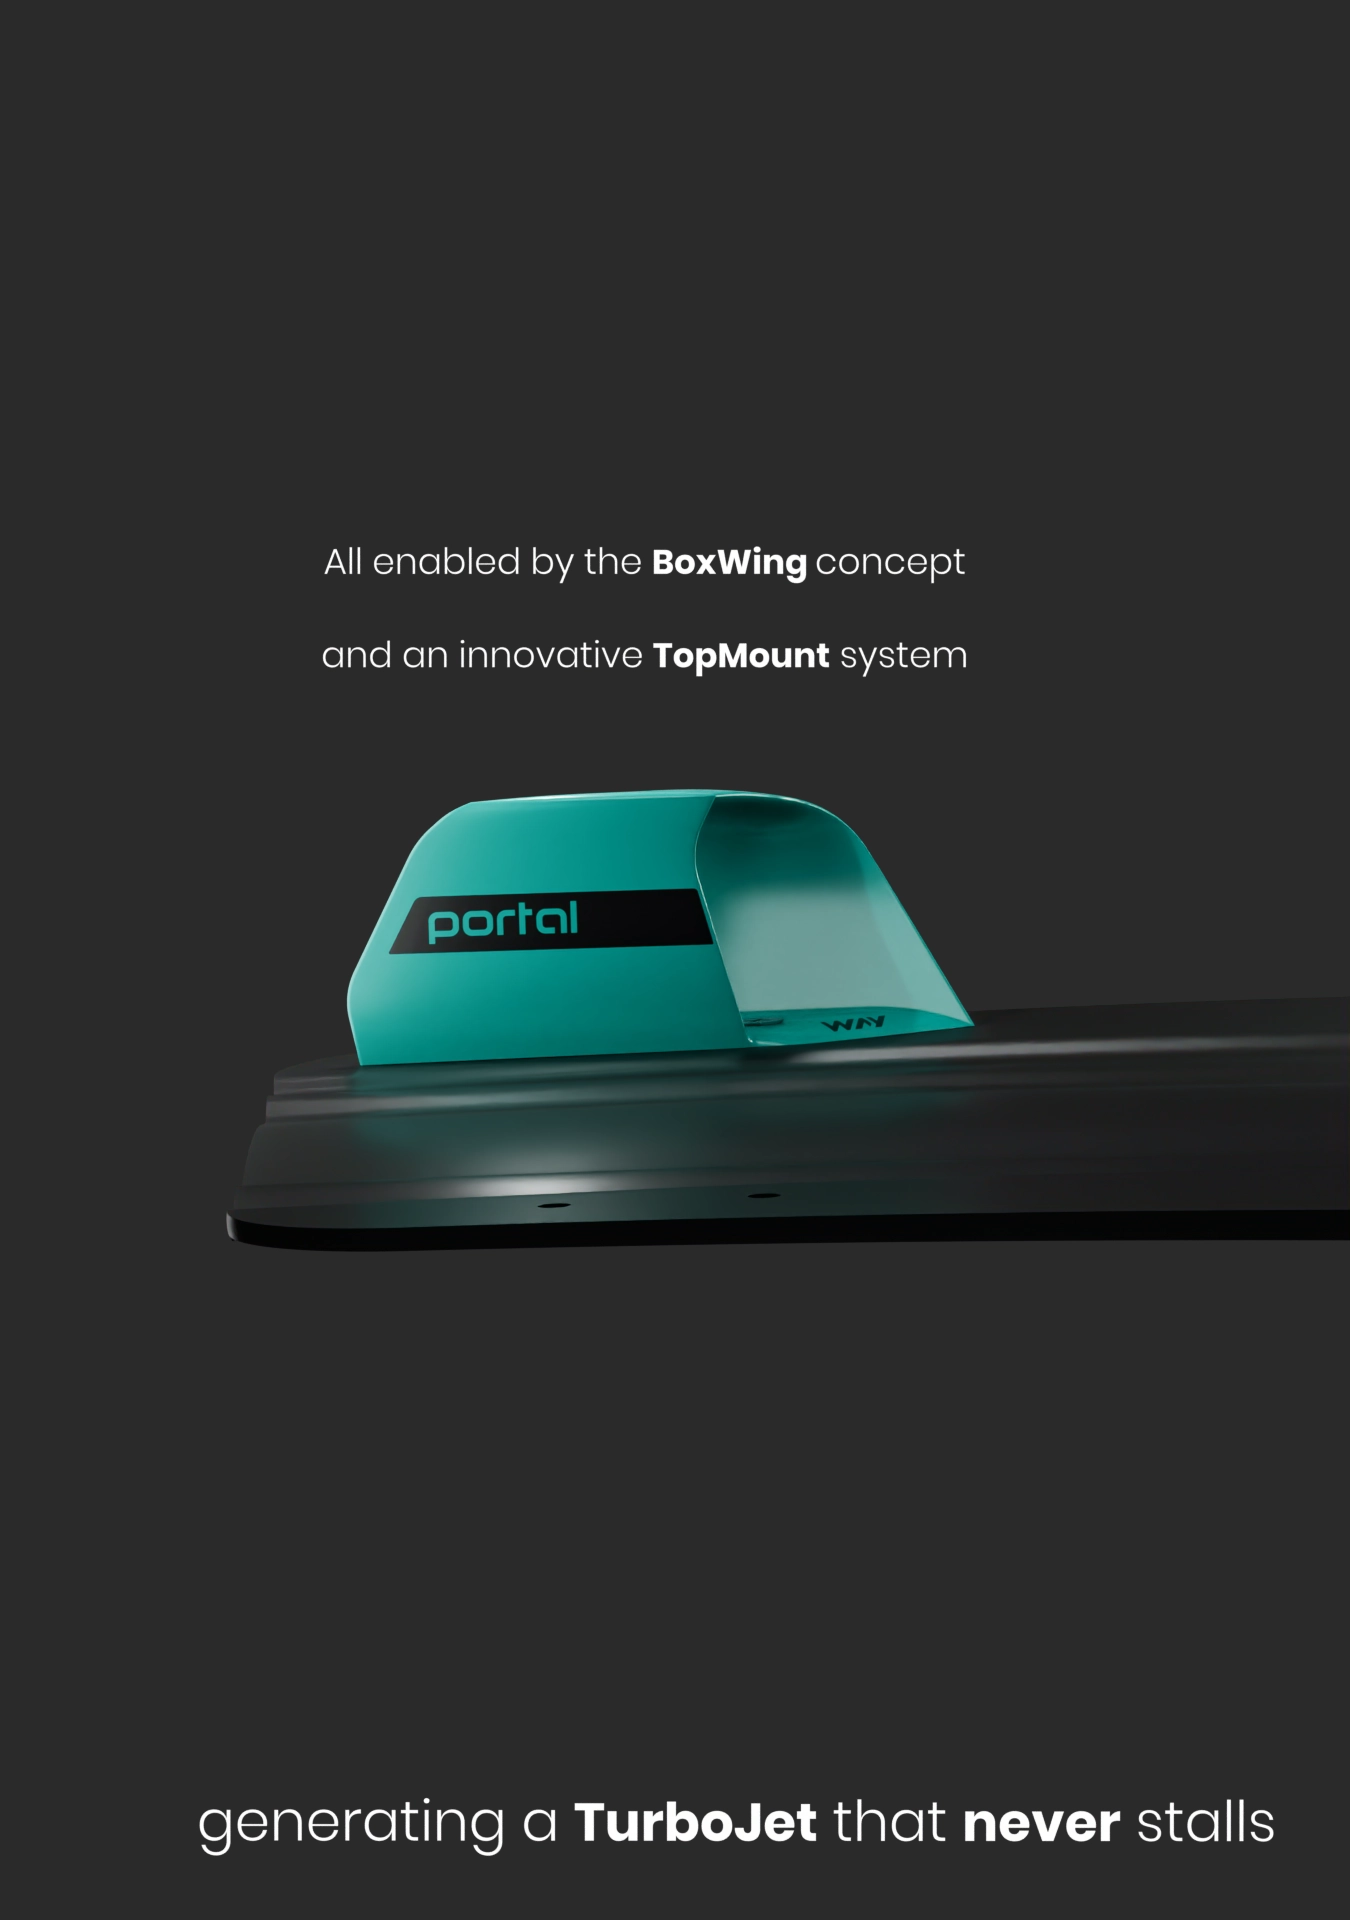 All enabled by the BoxWing concept
and an innovative TopMount system
portal
WAY
generating a TurboJet that never stalls